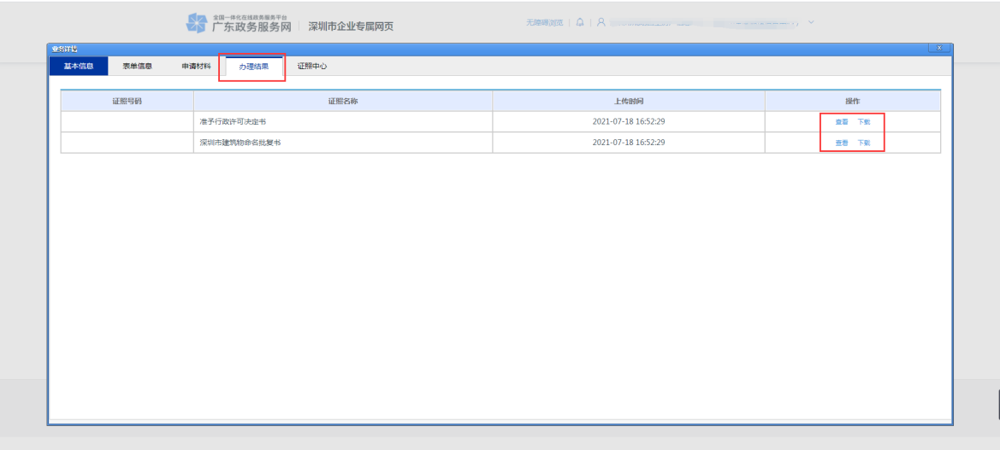 全国一体化在线政务服务平台
广东政务服务网 深圳市企业专属网页 无障碍浏览
业务详情 x
基本信息 表单信息 申请材料 办理结果 证照中心
证照号码 证照名称 上传时间 操作
准予行政许可决定书 2021-07-18 16:52:29 查看 下载
深圳市建筑物命名批复书 2021-07-18 16:52:29 查看 下载